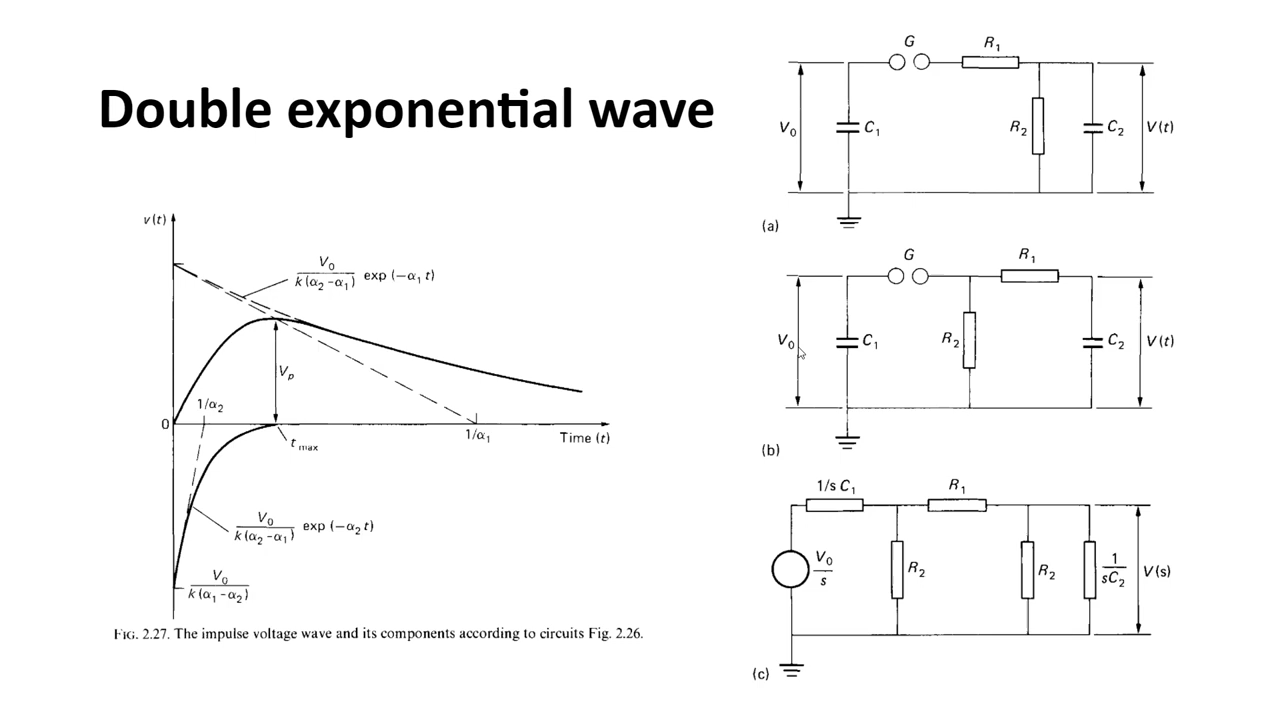 Double exponential wave
v(t)
V₀
k(α₂ -α₁)
exp (-α₁ t)
Vₚ
1/α₂
0
t max
1/α₁
Time (t)
V₀
k(α₂ -α₁)
exp (-α₂ t)
V₀
k(α₁ -α₂)
FIG. 2.27. The impulse voltage wave and its components according to circuits Fig. 2.26.
G
R₁
V₀
C₁
R₂
C₂
V(t)
(a)
G
R₁
V₀
C₁
R₂
C₂
V(t)
(b)
1/s C₁
R₁
V₀
s
R₂
R₂
1
sC₂
V(s)
(c)